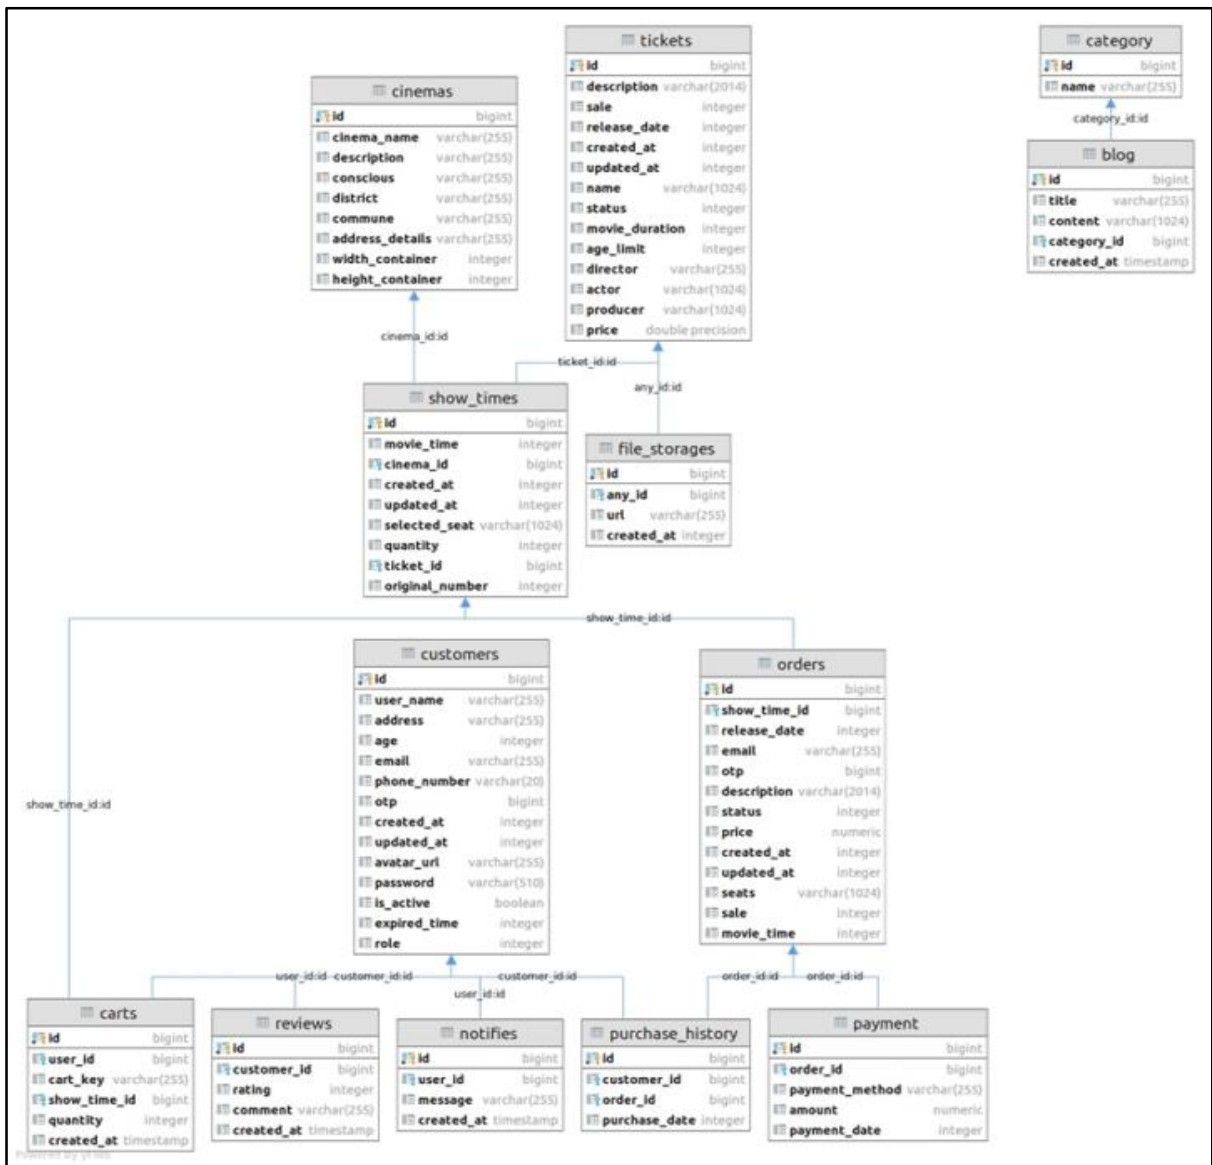 tickets
id bigint
description varchar(2014)
sale integer
release_date integer
created_at integer
updated_at integer
name varchar(1024)
status integer
movie_duration integer
age_limit integer
director varchar(255)
actor varchar(1024)
producer varchar(1024)
price double precision
category
id bigint
name varchar(255)
category_id:id
blog
id bigint
title varchar(255)
content varchar(1024)
category_id bigint
created_at timestamp
cinemas
id bigint
cinema_name varchar(255)
description varchar(255)
conscious varchar(255)
district varchar(255)
commune varchar(255)
address_details varchar(255)
width_container integer
height_container integer
cinema_id:id
ticket_id:id
any_id:id
show_times
id bigint
movie_time integer
cinema_id bigint
created_at integer
updated_at integer
selected_seat varchar(1024)
quantity integer
ticket_id bigint
original_number integer
file_storages
id bigint
any_id bigint
url varchar(255)
created_at integer
show_time_id:id
customers
id bigint
user_name varchar(255)
address varchar(255)
age integer
email varchar(255)
phone_number varchar(20)
otp bigint
created_at integer
updated_at integer
avatar_url varchar(255)
password varchar(510)
is_active boolean
expired_time integer
role integer
orders
id bigint
show_time_id bigint
release_date integer
email varchar(255)
otp bigint
description varchar(2014)
status integer
price numeric
created_at integer
updated_at integer
seats varchar(1024)
sale integer
movie_time integer
show_time_id:id
user_id:id customer_id:id customer_id:id order_id:id order_id:id
user_id:id
carts
id bigint
user_id bigint
cart_key varchar(255)
show_time_id bigint
quantity integer
created_at timestamp
reviews
id bigint
customer_id bigint
rating integer
comment varchar(255)
created_at timestamp
notifies
id bigint
user_id bigint
message varchar(255)
created_at timestamp
purchase_history
id bigint
customer_id bigint
order_id bigint
purchase_date integer
payment
id bigint
order_id bigint
payment_method varchar(255)
amount numeric
payment_date integer
Powered by yFiles